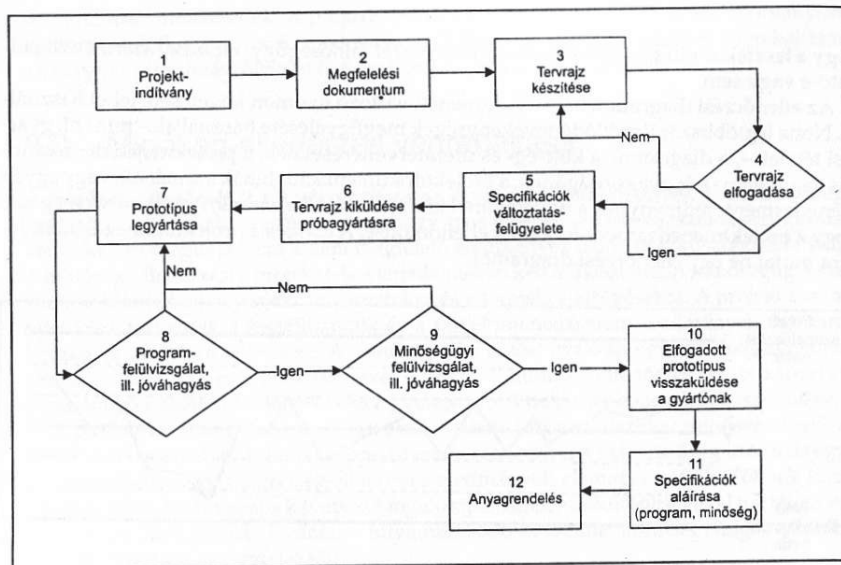 1
Projekt-
indítvány
2
Megfelelési
dokumentum
3
Tervrajz
készítése
Nem
4
Tervrajz
elfogadása
7
Prototípus
legyártása
6
Tervrajz kiküldése
próbagyártásra
5
Specifikációk
változtatás-
felügyelete
Igen
Nem
Nem
8
Program-
felülvizsgálat,
ill. jóváhagyás
Igen
9
Minőségügyi
felülvizsgálat,
ill. jóváhagyás
Igen
10
Elfogadott
prototípus
visszaküldése
a gyártónak
12
Anyagrendelés
11
Specifikációk
aláírása
(program, minőség)